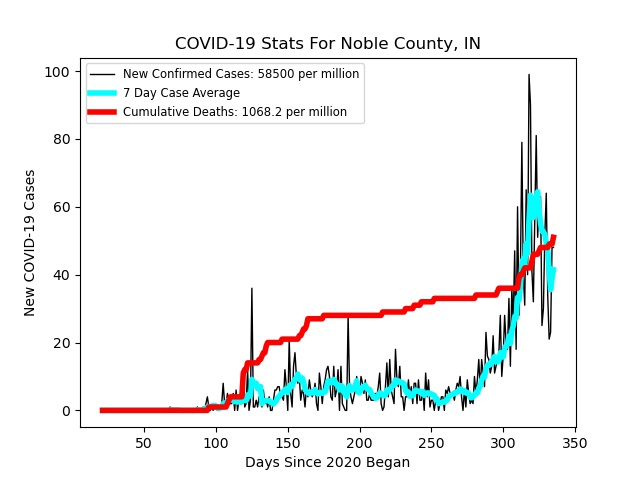 COVID-19 Stats For Noble County, IN
New Confirmed Cases: 58500 per million
7 Day Case Average
Cumulative Deaths: 1068.2 per million
New COVID-19 Cases
100
80
60
40
20
0
50 100 150 200 250 300 350
Days Since 2020 Began